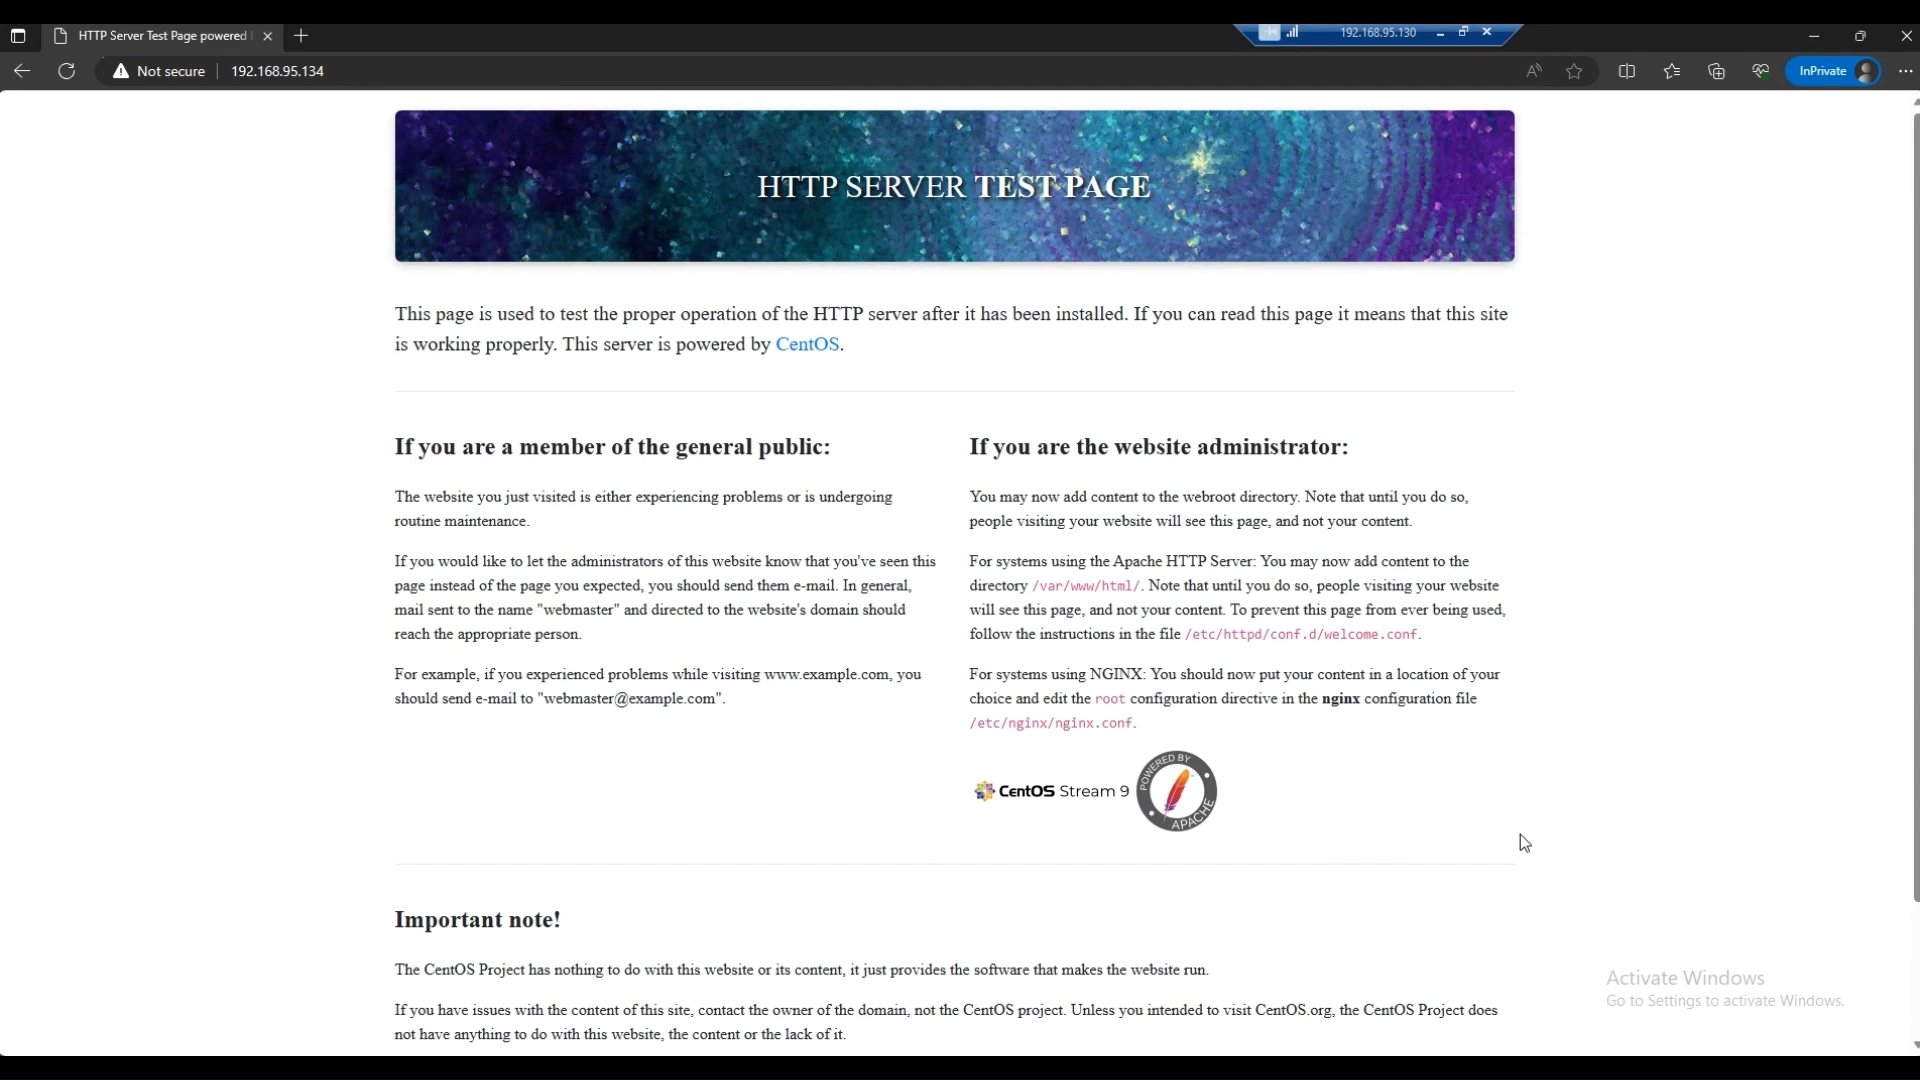 HTTP Server Test Page powered
192.168.95.130
Not secure
192.168.95.134
InPrivate
HTTP SERVER TEST PAGE
This page is used to test the proper operation of the HTTP server after it has been installed. If you can read this page it means that this site
is working properly. This server is powered by CentOS.
If you are a member of the general public:
The website you just visited is either experiencing problems or is undergoing
routine maintenance.
If you would like to let the administrators of this website know that you've seen this
page instead of the page you expected, you should send them e-mail. In general,
mail sent to the name "webmaster" and directed to the website's domain should
reach the appropriate person.
For example, if you experienced problems while visiting www.example.com, you
should send e-mail to "webmaster@example.com".
If you are the website administrator:
You may now add content to the webroot directory. Note that until you do so,
people visiting your website will see this page, and not your content.
For systems using the Apache HTTP Server: You may now add content to the
directory /var/www/html/. Note that until you do so, people visiting your website
will see this page, and not your content. To prevent this page from ever being used,
follow the instructions in the file /etc/httpd/conf.d/welcome.conf.
For systems using NGINX: You should now put your content in a location of your
choice and edit the root configuration directive in the nginx configuration file
/etc/nginx/nginx.conf.
CentOS Stream 9
POWERED BY
APACHE
Important note!
The CentOS Project has nothing to do with this website or its content, it just provides the software that makes the website run.
If you have issues with the content of this site, contact the owner of the domain, not the CentOS project. Unless you intended to visit CentOS.org, the CentOS Project does
not have anything to do with this website, the content or the lack of it.
Activate Windows
Go to Settings to activate Windows.